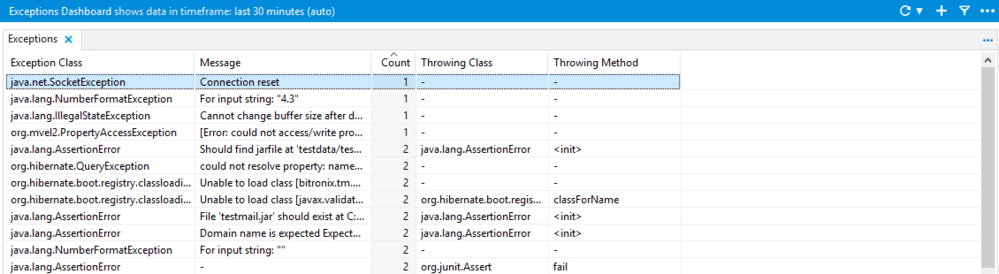 Exceptions Dashboard shows data in timeframe: last 30 minutes (auto)
Exceptions
Exception Class Message Count Throwing Class Throwing Method
java.net.SocketException Connection reset 1 - -
java.lang.NumberFormatException For input string: "4.3" 1 - -
java.lang.IllegalStateException Cannot change buffer size after d... 1 - -
org.mvel2.PropertyAccessException [Error: could not access/write pro... 1 - -
java.lang.AssertionError Should find jarfile at 'testdata/tes... 2 java.lang.AssertionError <init>
org.hibernate.QueryException could not resolve property: name... 2 - -
org.hibernate.boot.registry.classloadi... Unable to load class [bitronix.tm.... 2 - -
org.hibernate.boot.registry.classloadi... Unable to load class [javax.validat... 2 org.hibernate.boot.regis... classForName
java.lang.AssertionError File 'testmail.jar' should exist at C:... 2 java.lang.AssertionError <init>
java.lang.AssertionError Domain name is expected Expect... 2 java.lang.AssertionError <init>
java.lang.NumberFormatException For input string: "" 2 - -
java.lang.AssertionError - 2 org.junit.Assert fail